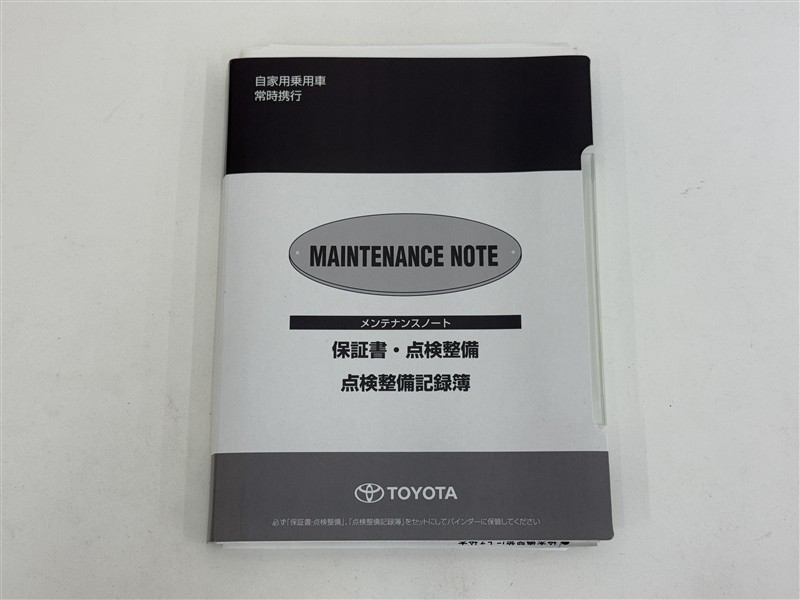 自家用乗用車
常時携行
MAINTENANCE NOTE
メンテナンスノート
保証書・点検整備
点検整備記録簿
TOYOTA
必ず「保証書・点検整備」、「点検整備記録簿」をセットにしてバインダーに保管してください